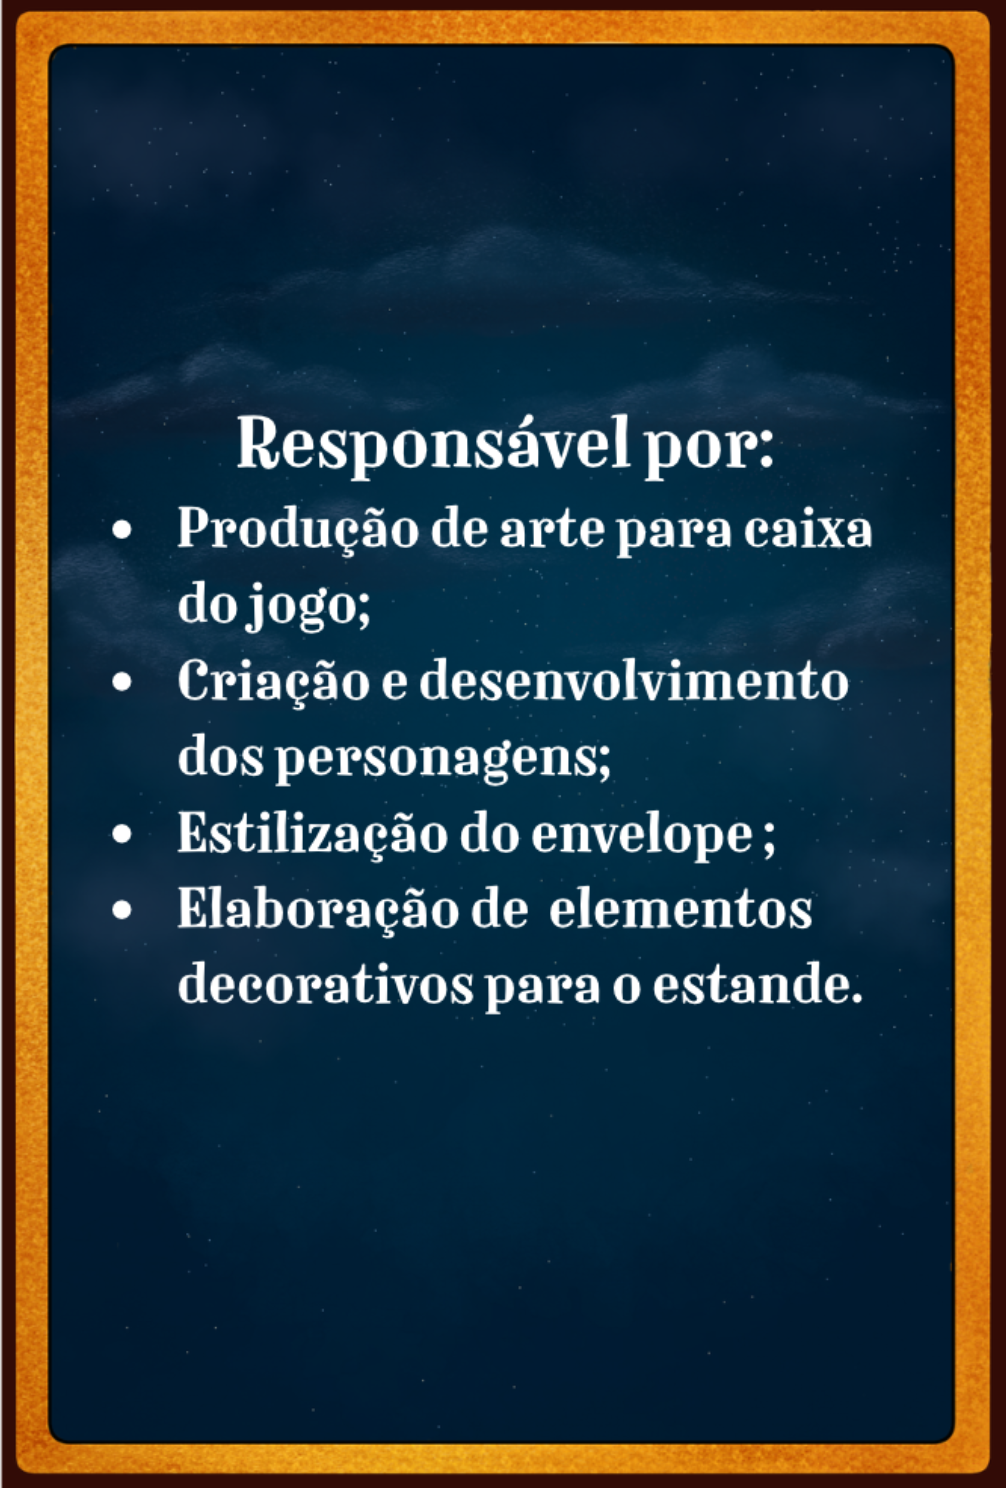 Responsável por:
• Produção de arte para caixa
do jogo;
• Criação e desenvolvimento
dos personagens;
• Estilização do envelope ;
• Elaboração de  elementos
decorativos para o estande.